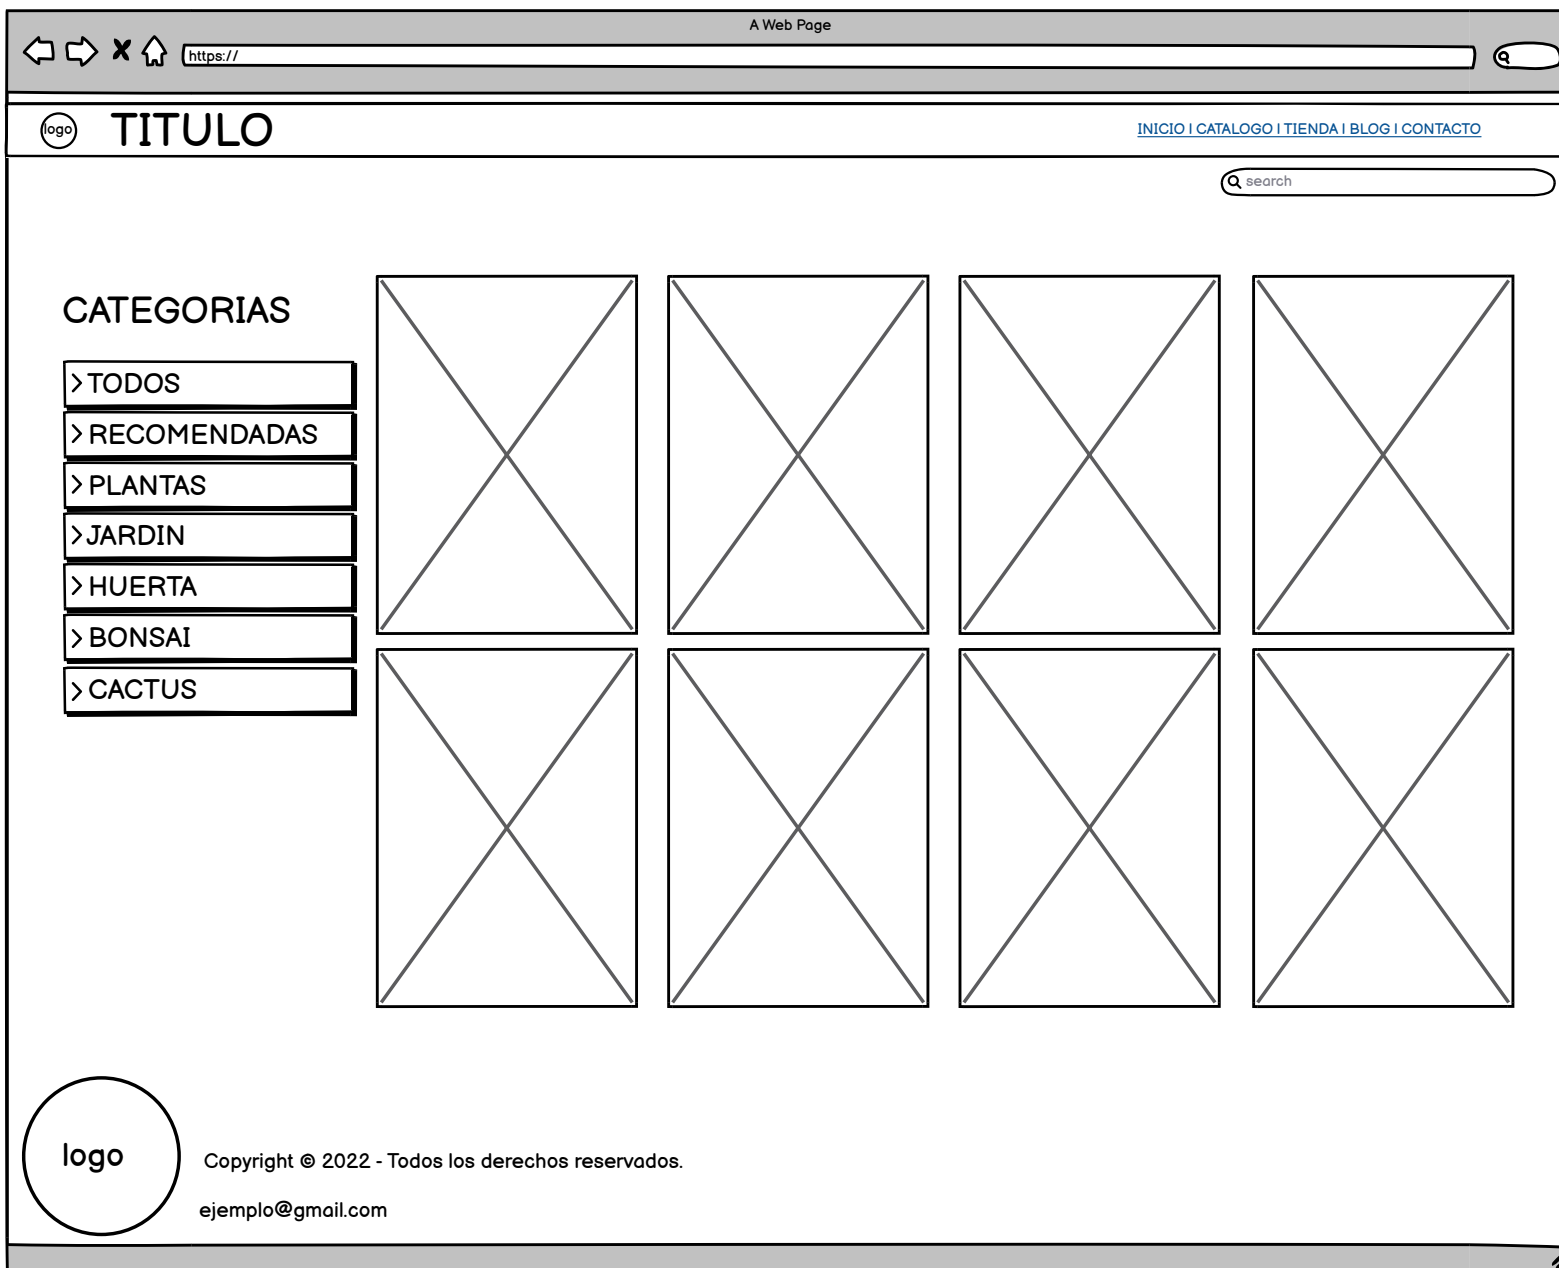 A Web Page
https://
logo
TITULO
INICIO | CATALOGO | TIENDA | BLOG | CONTACTO
search
CATEGORIAS
TODOS
RECOMENDADAS
PLANTAS
JARDIN
HUERTA
BONSAI
CACTUS
logo
Copyright © 2022 - Todos los derechos reservados.
ejemplo@gmail.com